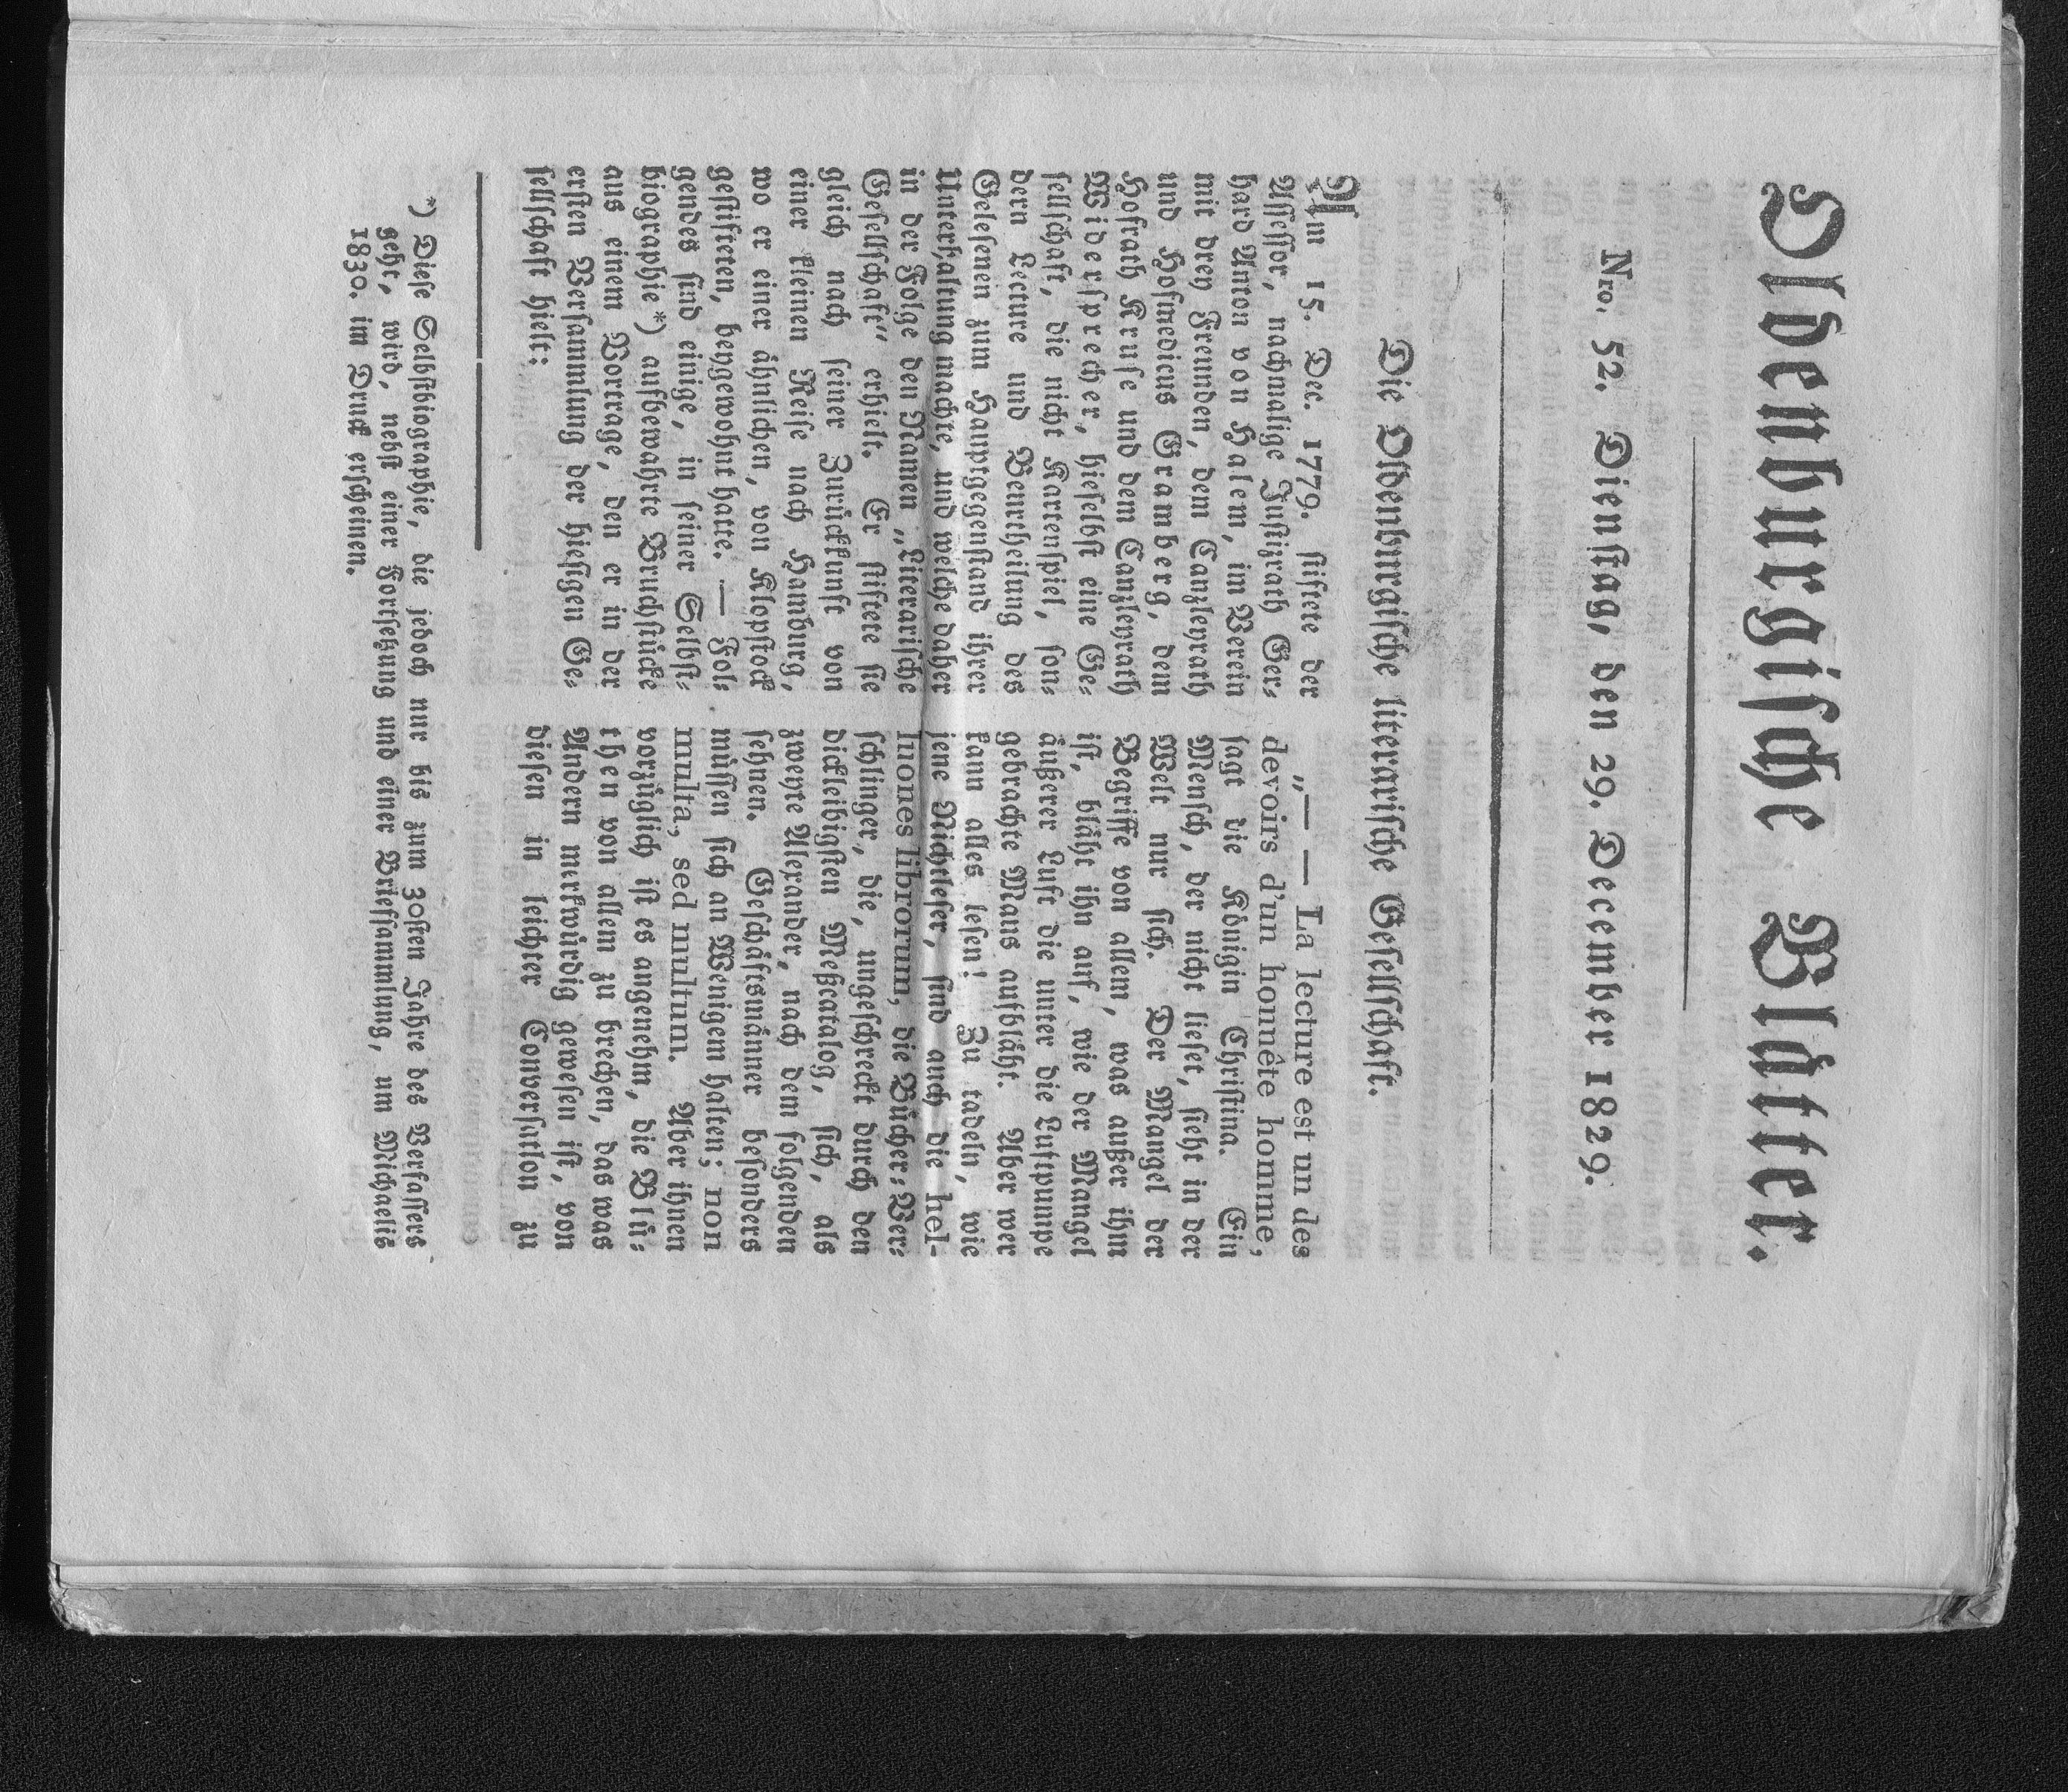 Oldenburgische Blätter.
Nro. 52. Dienſtag, den 29. December 1829.
Die Oldenburgiſche literariſche Geſellſchaft.
Am 15. Dec. 1779. ſtiftete der
Aſſeſſor, nachmalige Juſtizrath Ger-
hard Anton von Halem, in Verein
mit drey Freunden, dem Canzleyrath
und Hofmedicus Gramberg, dem
Hofrath Kruſe und dem Canzleyrath
Widerſprecher, hieſelbſt eine Ge-
ſellſchaft, die nicht Kartenſpiel, ſon-
dern Lecture und Beurtheilung des
Geleſenen zum Hauptgegenſtand ihrer
Unterhaltung machte, und welche daher
in der Folge den Namen „Literariſche
Geſellſchaft“ erhielt. Er ſtiftete ſie
gleich nach ſeiner Zurückkunft von
einer kleinen Reiſe nach Hamburg,
wo er einer ähnlichen, von Klopſtock
geſtifteten, beygewohnt hatte. — Fol-
gendes ſind einige, in ſeiner Selbſt-
biographie*) aufbewahrte Bruchſtücke
aus einem Vortrage, den er in der
erſten Verſammlung der hieſigen Ge-
ſellſchaft hielt:
„— — La lecture est un des
devoirs d'un honnête homme,
ſagt die Königin Chriſtina. Ein
Menſch, der nicht lieſet, ſieht in der
Welt nur ſich. Der Mangel der
Begriffe von allem, was außer ihm
iſt, bläht ihn auf, wie der Mangel
äußerer Luft die unter die Luftpumpe
gebrachte Maus aufbläht. Aber wer
kann alles leſen! Zu tadeln, wie
jene Nichtleſer, ſind auch die hel-
luones librorum, die Bücher-Ver-
ſchlinger, die, ungeſchreckt durch den
dickleibigſten Meßcatalog, ſich, als
zweyte Alexander, nach dem folgenden
ſehnen. Geſchäftsmänner beſonders
müſſen ſich an Wenigem halten; non
multa, sed multum. Aber ihnen
vorzüglich iſt es angenehm, die Blü-
then von allem zu brechen, das was
Andern merkwürdig geweſen iſt, von
dieſen in leichter Converſation zu
*) Dieſe Selbſtbiographie, die jedoch nur bis zum 30ſten Jahre des Verfaſſers
geht, wird, nebſt einer Fortſetzung und einer Briefſammlung, um Michaelis
1830. im Druck erſcheinen.